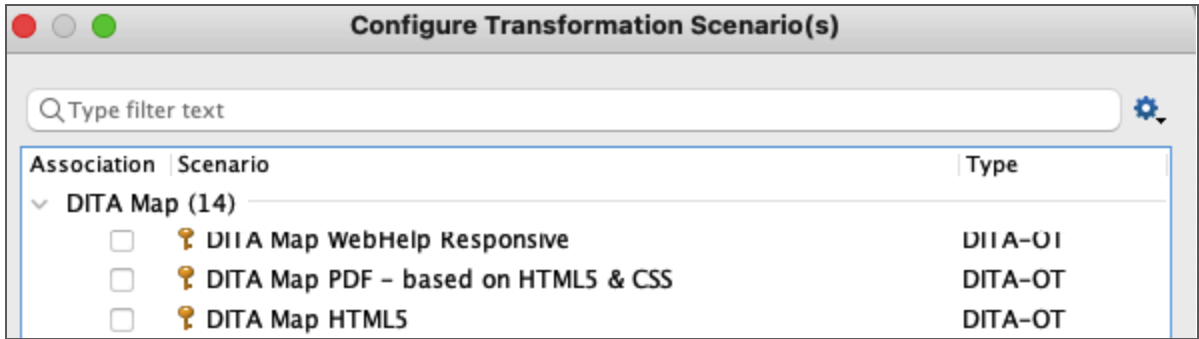 Configure Transformation Scenario(s)
Type filter text
Association Scenario Type
DITA Map (14)
DITA Map WebHelp Responsive DITA-OT
DITA Map PDF – based on HTML5 & CSS DITA-OT
DITA Map HTML5 DITA-OT